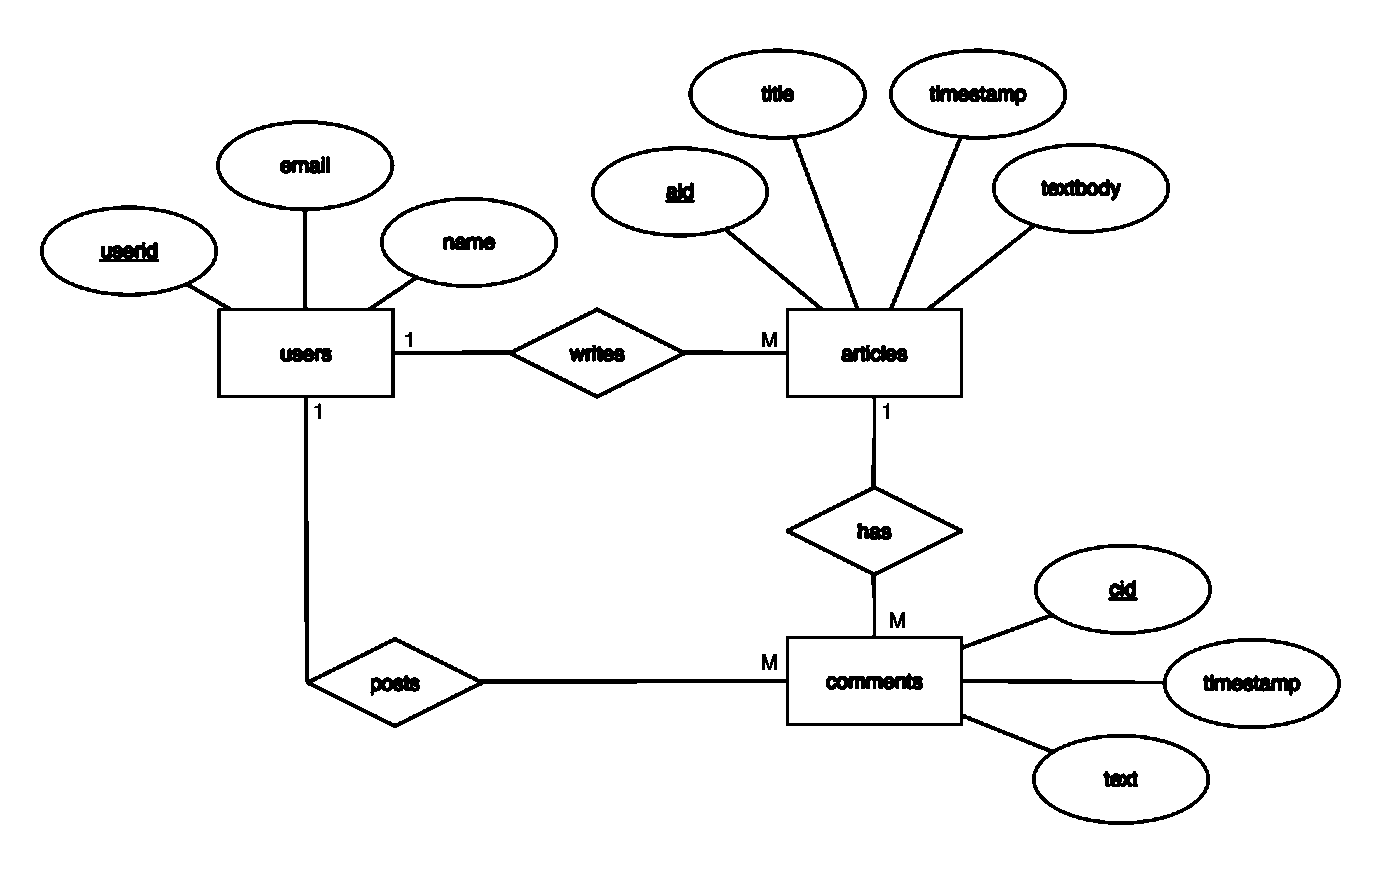 title
timestamp
email
aid
textbody
userid
name
users
1
writes
M
articles
1
1
has
cid
M
posts
M
comments
timestamp
text